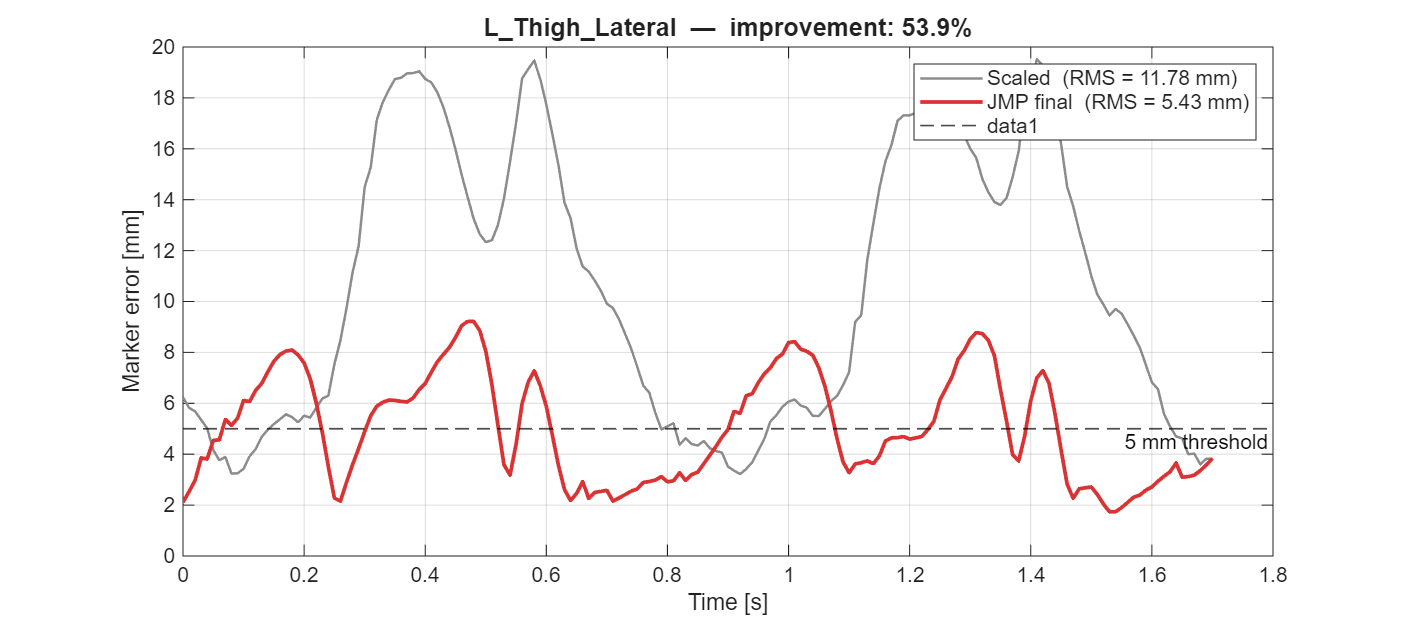 L_Thigh_Lateral — improvement: 53.9%
20
18
16
14
12
10
8
6
4
2
0
Marker error [mm]
Scaled (RMS = 11.78 mm)
JMP final (RMS = 5.43 mm)
data1
5 mm threshold
0 0.2 0.4 0.6 0.8 1 1.2 1.4 1.6 1.8
Time [s]